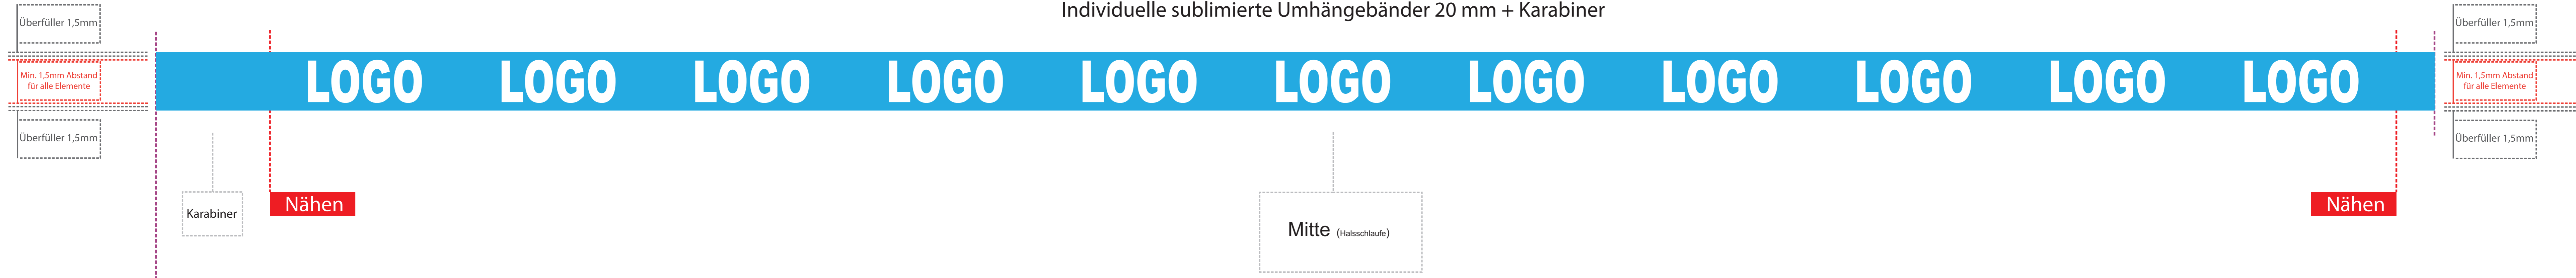 Individuelle sublimierte Umhängebänder 20 mm + Karabiner
Überfüller 1,5mm
Überfüller 1,5mm
Min. 1,5mm Abstand
für alle Elemente
LOGO LOGO LOGO LOGO LOGO LOGO LOGO LOGO LOGO LOGO LOGO
Min. 1,5mm Abstand
für alle Elemente
Überfüller 1,5mm
Überfüller 1,5mm
Karabiner
Nähen
Mitte (Halsschlaufe)
Nähen